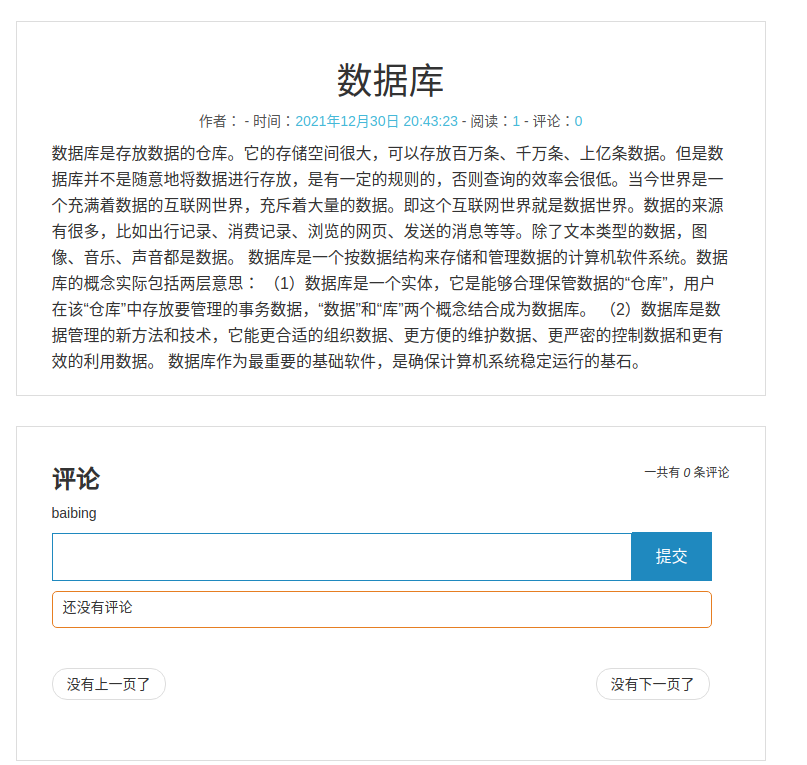 数据库
作者： - 时间：2021年12月30日 20:43:23 - 阅读：1 - 评论：0
数据库是存放数据的仓库。它的存储空间很大，可以存放百万条、千万条、上亿条数据。但是数
据库并不是随意地将数据进行存放，是有一定的规则的，否则查询的效率会很低。当今世界是一
个充满着数据的互联网世界，充斥着大量的数据。即这个互联网世界就是数据世界。数据的来源
有很多，比如出行记录、消费记录、浏览的网页、发送的消息等等。除了文本类型的数据，图
像、音乐、声音都是数据。 数据库是一个按数据结构来存储和管理数据的计算机软件系统。数据
库的概念实际包括两层意思： （1）数据库是一个实体，它是能够合理保管数据的“仓库”，用户
在该“仓库”中存放要管理的事务数据，“数据”和“库”两个概念结合成为数据库。 （2）数据库是数
据管理的新方法和技术，它能更合适的组织数据、更方便的维护数据、更严密的控制数据和更有
效的利用数据。 数据库作为最重要的基础软件，是确保计算机系统稳定运行的基石。
评论
一共有 0 条评论
baibing
提交
还没有评论
没有上一页了
没有下一页了